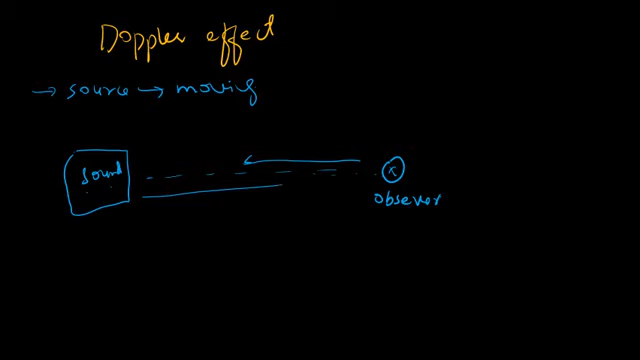 Doppler effect
→ source → moving
Sound
x
observer